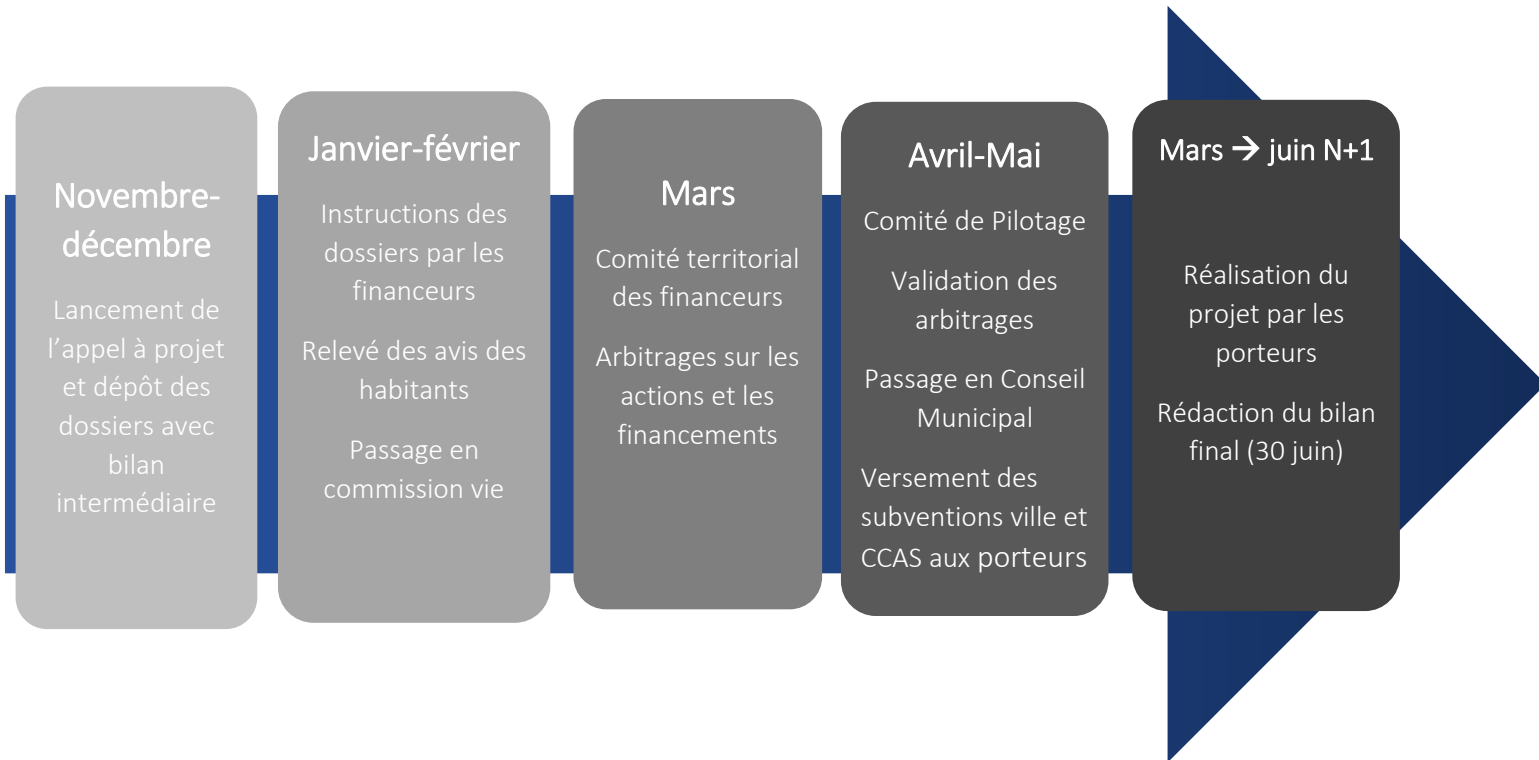 Novembre-
décembre
Lancement de
l'appel à projet
et dépôt des
dossiers avec
bilan
intermédiaire
Janvier-février
Instructions des
dossiers par les
financeurs
Relevé des avis des
habitants
Passage en
commission vie
Mars
Comité territorial
des financeurs
Arbitrages sur les
actions et les
financements
Avril-Mai
Comité de Pilotage
Validation des
arbitrages
Passage en Conseil
Municipal
Versement des
subventions ville et
CCAS aux porteurs
Mars → juin N+1
Réalisation du
projet par les
porteurs
Rédaction du bilan
final (30 juin)